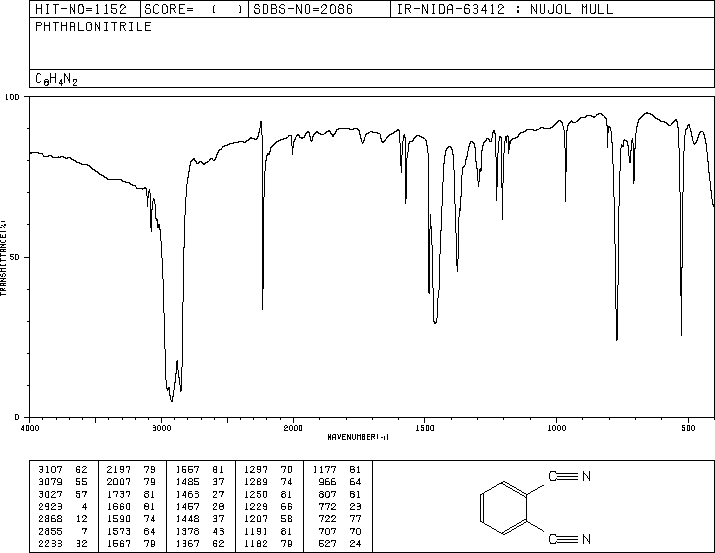 HIT-NO=1152 SCORE= ( ) SDBS-NO=2086 IR-NIDA-63412 : NUJOL MULL
PHTHALONITRILE
C8H4N2
100
50
0
TRANSMITTANCE(%)
4000 3000 2000 1500 1000 500
WAVENUMBER(-1)
3107 62 2197 79 1557 81 1297 70 1177 81
3079 55 2007 79 1485 37 1289 74 966 64
3027 57 1737 81 1463 27 1250 81 807 81
2923 4 1660 81 1457 28 1229 66 772 23
2868 12 1590 74 1448 37 1207 58 722 77
2855 7 1573 64 1378 43 1191 81 707 70
2233 32 1567 79 1367 62 1182 79 527 24
C N
C N